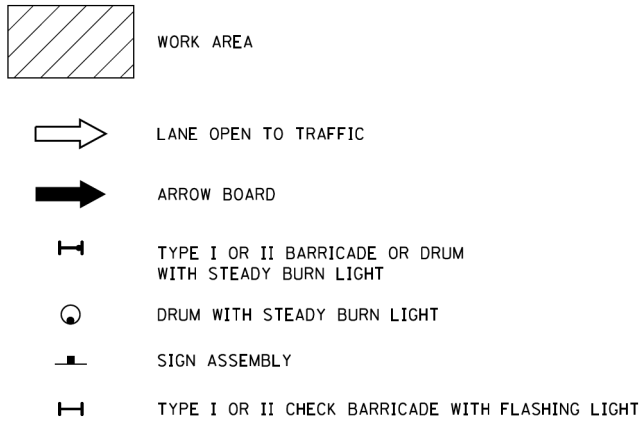 WORK AREA
LANE OPEN TO TRAFFIC
ARROW BOARD
TYPE I OR II BARRICADE OR DRUM
WITH STEADY BURN LIGHT
DRUM WITH STEADY BURN LIGHT
SIGN ASSEMBLY
TYPE I OR II CHECK BARRICADE WITH FLASHING LIGHT